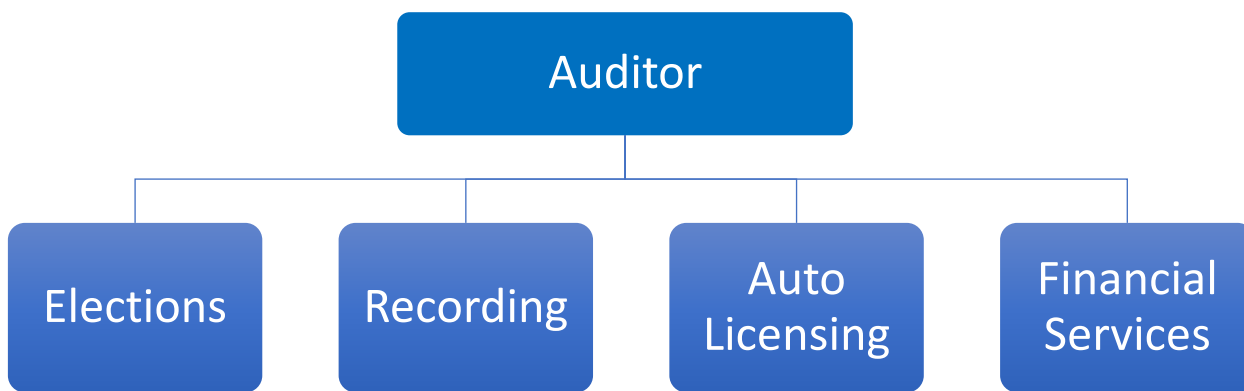 Auditor
Elections
Recording
Auto
Licensing
Financial
Services